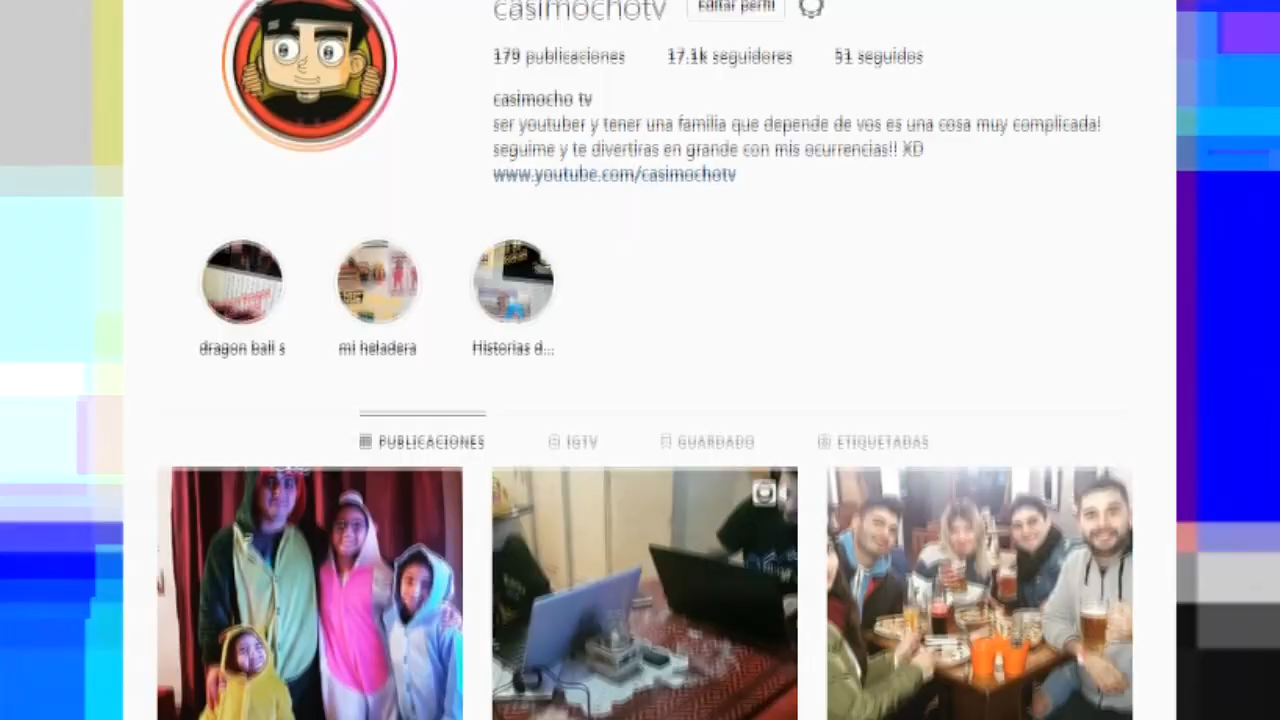 casimochotv Editar perfil
179 publicaciones 17.1k seguidores 51 seguidos
casimocho tv
ser youtuber y tener una familia que depende de vos es una cosa muy complicada!
seguime y te divertiras en grande con mis ocurrencias!! XD
www.youtube.com/casimochotv
dragon ball s mi heladera Historias d...
PUBLICACIONES IGTV GUARDADO ETIQUETADAS